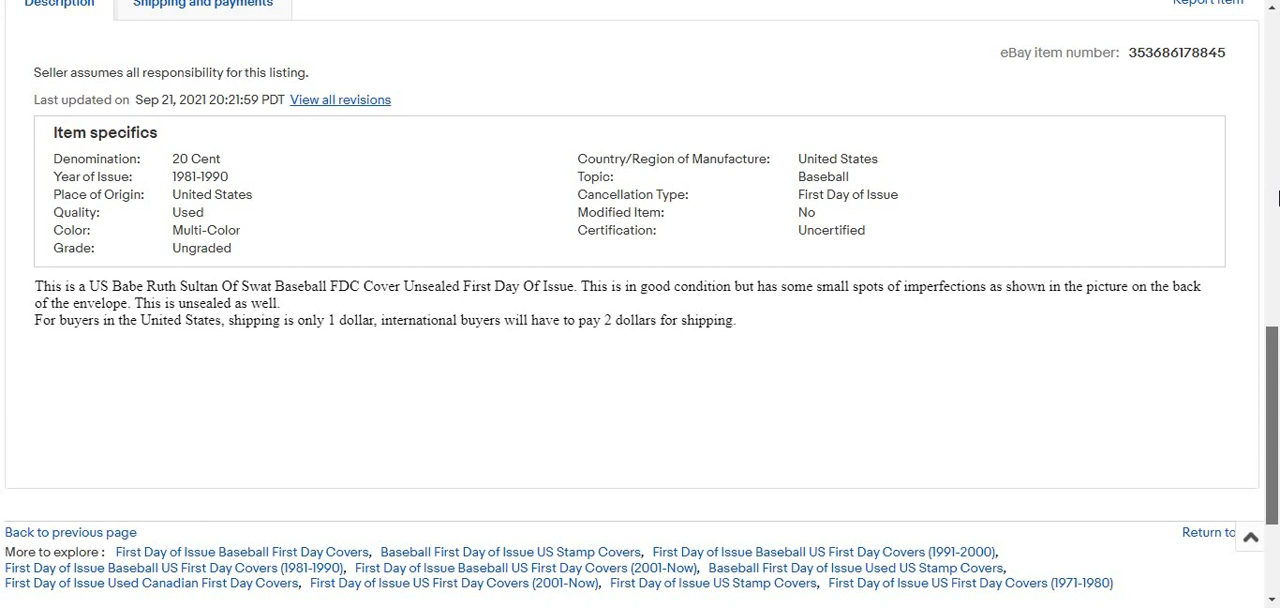 Description Shipping and payments Report item
eBay item number: 353686178845
Seller assumes all responsibility for this listing.
Last updated on Sep 21, 2021 20:21:59 PDT View all revisions
Item specifics
Denomination: 20 Cent Country/Region of Manufacture: United States
Year of Issue: 1981-1990 Topic: Baseball
Place of Origin: United States Cancellation Type: First Day of Issue
Quality: Used Modified Item: No
Color: Multi-Color Certification: Uncertified
Grade: Ungraded
This is a US Babe Ruth Sultan Of Swat Baseball FDC Cover Unsealed First Day Of Issue. This is in good condition but has some small spots of imperfections as shown in the picture on the back
of the envelope. This is unsealed as well.
For buyers in the United States, shipping is only 1 dollar, international buyers will have to pay 2 dollars for shipping.
Back to previous page Return to
More to explore : First Day of Issue Baseball First Day Covers, Baseball First Day of Issue US Stamp Covers, First Day of Issue Baseball US First Day Covers (1991-2000),
First Day of Issue Baseball US First Day Covers (1981-1990), First Day of Issue Baseball US First Day Covers (2001-Now), Baseball First Day of Issue Used US Stamp Covers,
First Day of Issue Used Canadian First Day Covers, First Day of Issue US First Day Covers (2001-Now), First Day of Issue US Stamp Covers, First Day of Issue US First Day Covers (1971-1980)